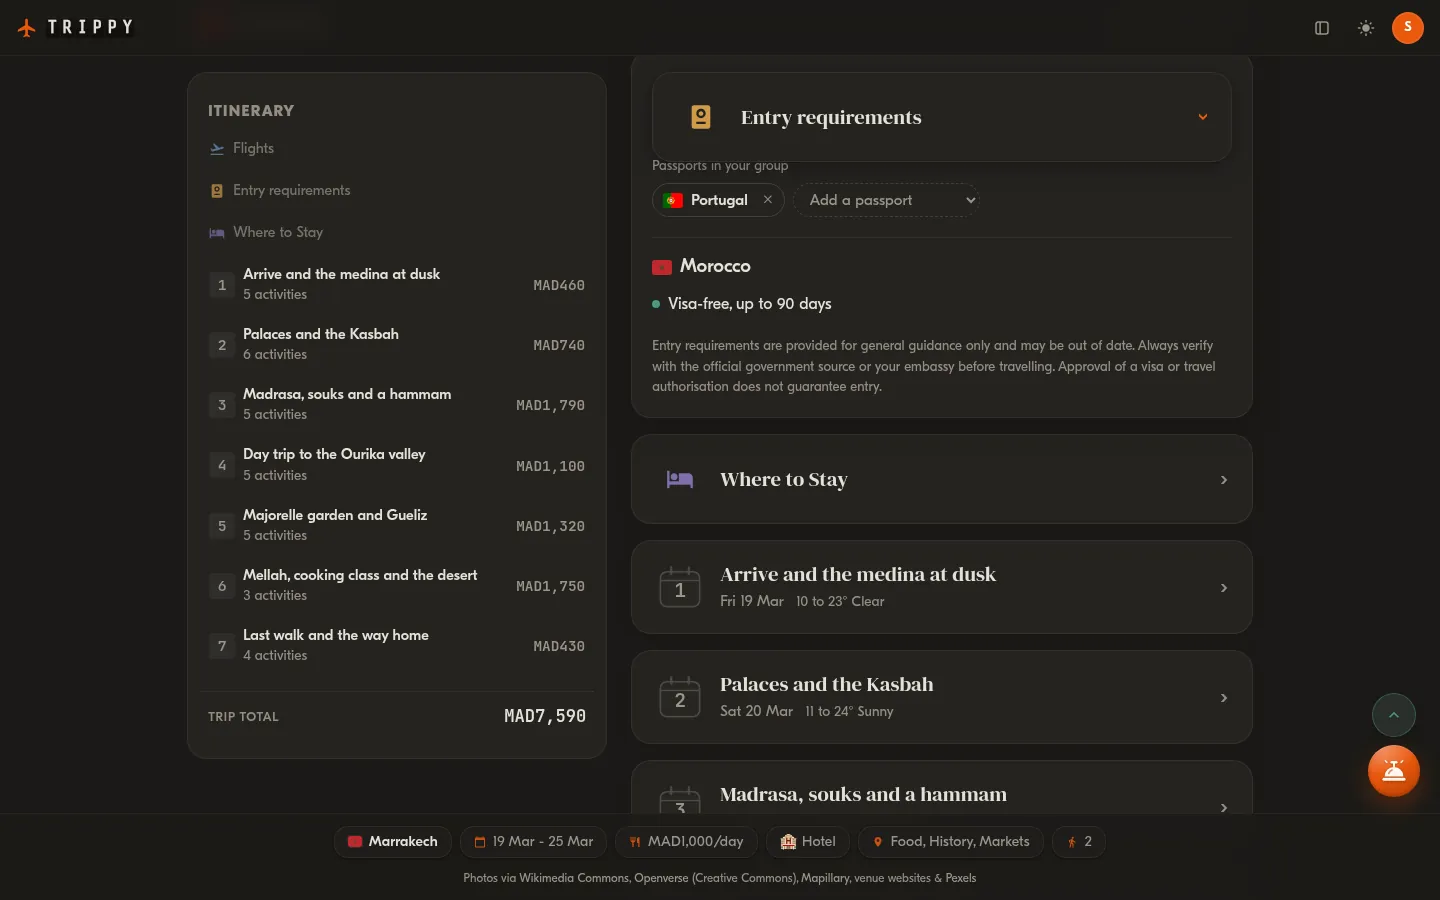 TRIPPY
S
ITINERARY
Flights
Entry requirements
Where to Stay
1
Arrive and the medina at dusk
5 activities
MAD460
2
Palaces and the Kasbah
6 activities
MAD740
3
Madrasa, souks and a hammam
5 activities
MAD1,790
4
Day trip to the Ourika valley
5 activities
MAD1,100
5
Majorelle garden and Gueliz
5 activities
MAD1,320
6
Mellah, cooking class and the desert
3 activities
MAD1,750
7
Last walk and the way home
4 activities
MAD430
TRIP TOTAL
MAD7,590
Entry requirements
Passports in your group
Portugal ×
Add a passport
Morocco
Visa-free, up to 90 days
Entry requirements are provided for general guidance only and may be out of date. Always verify
with the official government source or your embassy before travelling. Approval of a visa or travel
authorisation does not guarantee entry.
Where to Stay
1
Arrive and the medina at dusk
Fri 19 Mar 10 to 23° Clear
2
Palaces and the Kasbah
Sat 20 Mar 11 to 24° Sunny
3
Madrasa, souks and a hammam
Marrakech
19 Mar - 25 Mar
MAD1,000/day
Hotel
Food, History, Markets
2
Photos via Wikimedia Commons, Openverse (Creative Commons), Mapillary, venue websites & Pexels